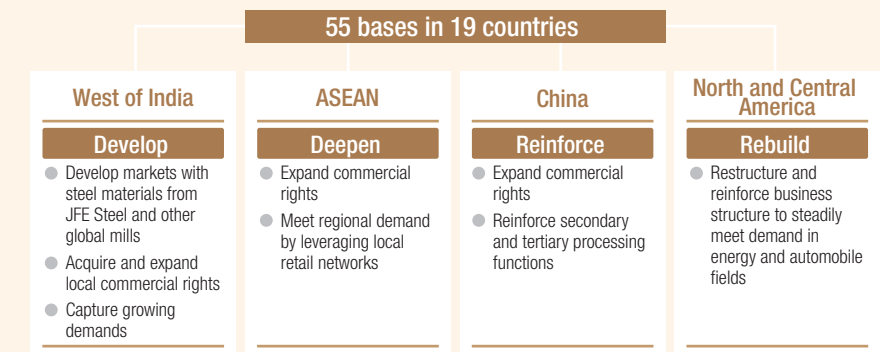 55 bases in 19 countries
West of India
Develop
Develop markets with
steel materials from
JFE Steel and other
global mills
Acquire and expand
local commercial rights
Capture growing
demands
ASEAN
Deepen
Expand commercial
rights
Meet regional demand
by leveraging local
retail networks
China
Reinforce
Expand commercial
rights
Reinforce secondary
and tertiary processing
functions
North and Central
America
Rebuild
Restructure and
reinforce business
structure to steadily
meet demand in
energy and automobile
fields